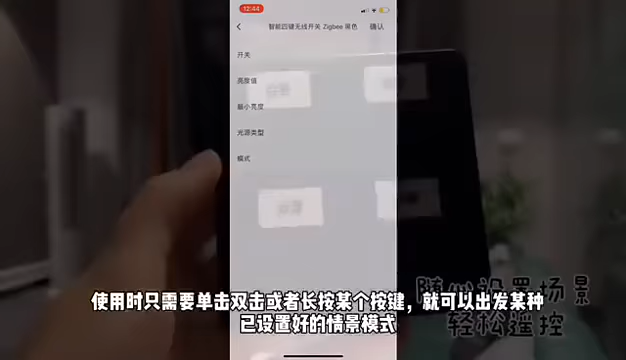 12:44
智能四键无线开关 Zigbee 黑色
确认
开关
亮度值
最小亮度
光源类型
模式
随心设置场景
轻松遥控
使用时只需要单击双击或者长按某个按键，就可以出发某种
已设置好的情景模式